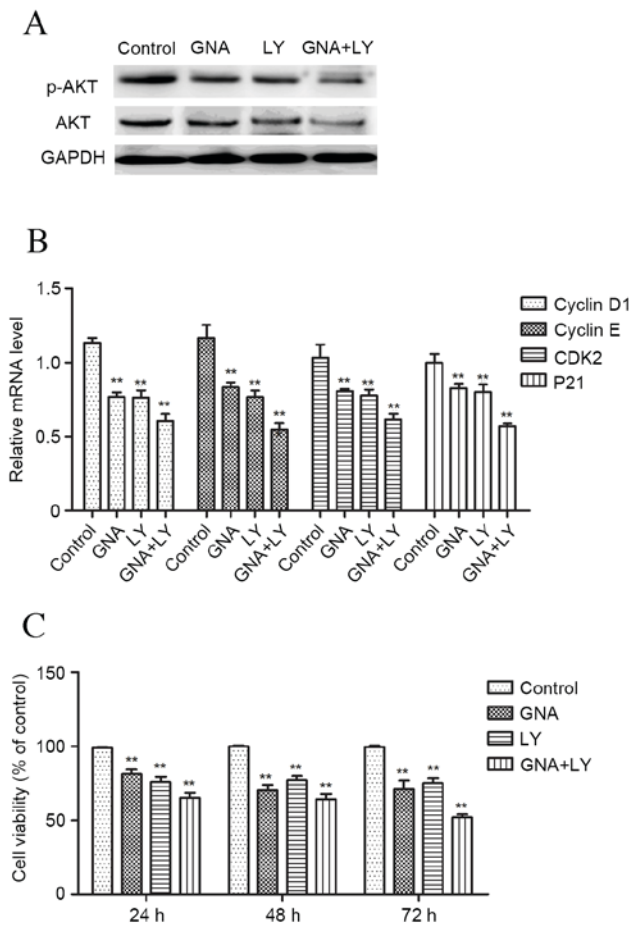 A
Control GNA LY GNA+LY
p-AKT
AKT
GAPDH
B
Relative mRNA level
1.5
1.0
0.5
0
** ** **
** ** **
** ** **
** ** **
Control GNA LY GNA+LY Control GNA LY GNA+LY Control GNA LY GNA+LY Control GNA LY GNA+LY
Cyclin D1
Cyclin E
CDK2
P21
C
Cell viability (% of control)
150
100
50
0
** ** **
** ** **
** ** **
24 h 48 h 72 h
Control
GNA
LY
GNA+LY